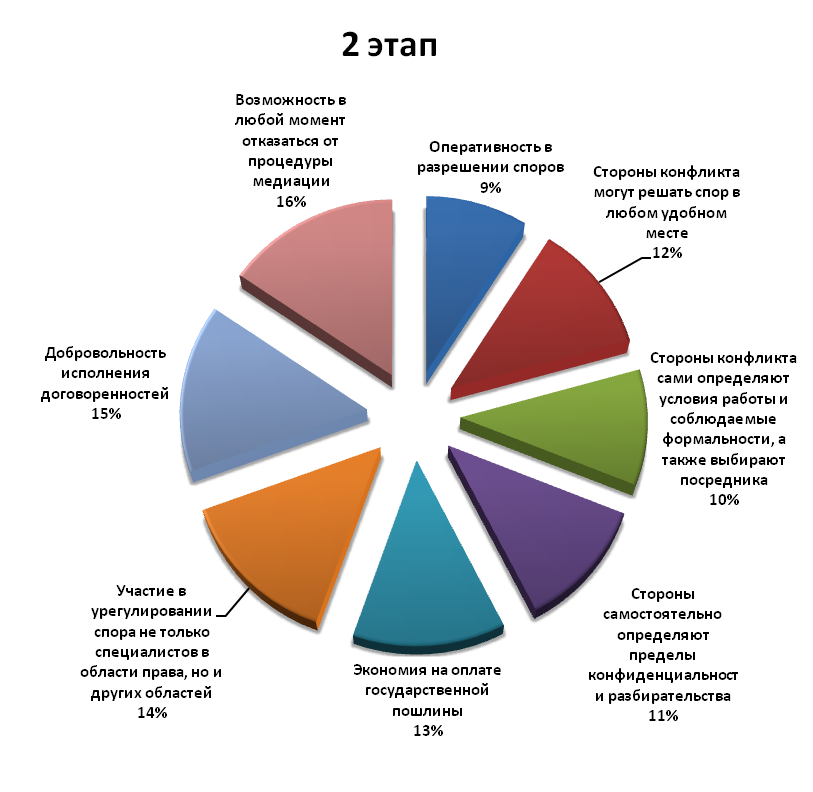 2 этап
Возможность в
любой момент
отказаться от
процедуры
медиации
16%
Оперативность в
разрешении споров
9%
Стороны конфликта
могут решать спор в
любом удобном
месте
12%
Стороны конфликта
сами определяют
условия работы и
соблюдаемые
формальности, а
также выбирают
посредника
10%
Стороны
самостоятельно
определяют
пределы
конфиденциальност
и разбирательства
11%
Экономия на оплате
государственной
пошлины
13%
Участие в
урегулировании
спора не только
специалистов в
области права, но и
других областей
14%
Добровольность
исполнения
договоренностей
15%